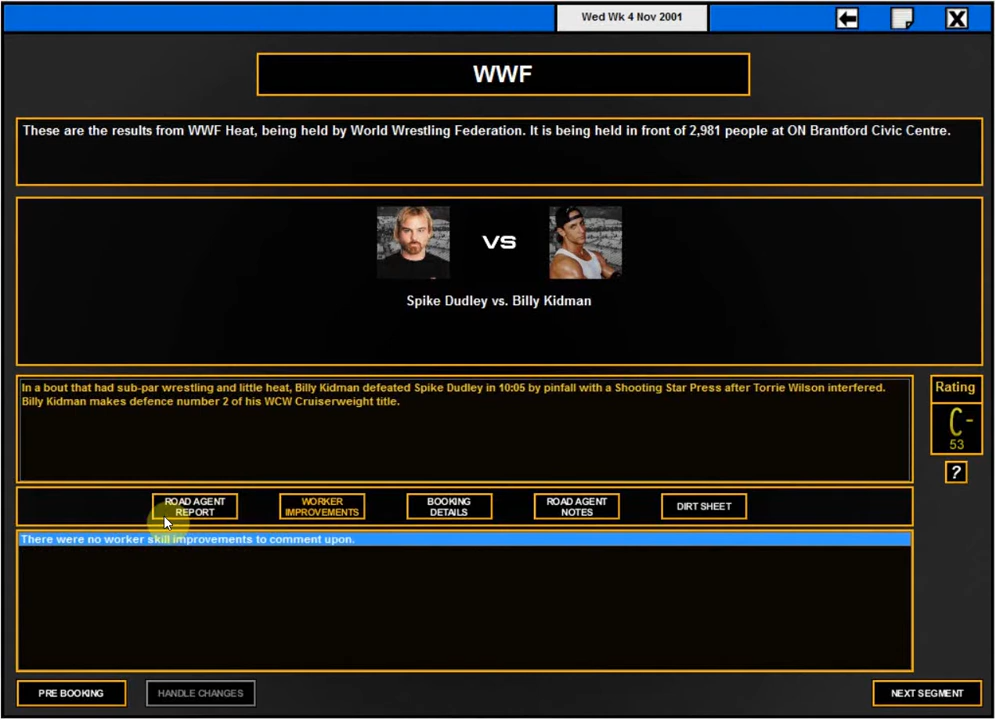 Wed Wk 4 Nov 2001
WWF
These are the results from WWF Heat, being held by World Wrestling Federation. It is being held in front of 2,981 people at ON Brantford Civic Centre.
VS
Spike Dudley vs. Billy Kidman
In a bout that had sub-par wrestling and little heat, Billy Kidman defeated Spike Dudley in 10:05 by pinfall with a Shooting Star Press after Torrie Wilson interfered.
Billy Kidman makes defence number 2 of his WCW Cruiserweight title.
Rating
C-
53
?
ROAD AGENT
REPORT
WORKER
IMPROVEMENTS
BOOKING
DETAILS
ROAD AGENT
NOTES
DIRT SHEET
There were no worker skill improvements to comment upon.
PRE BOOKING
HANDLE CHANGES
NEXT SEGMENT